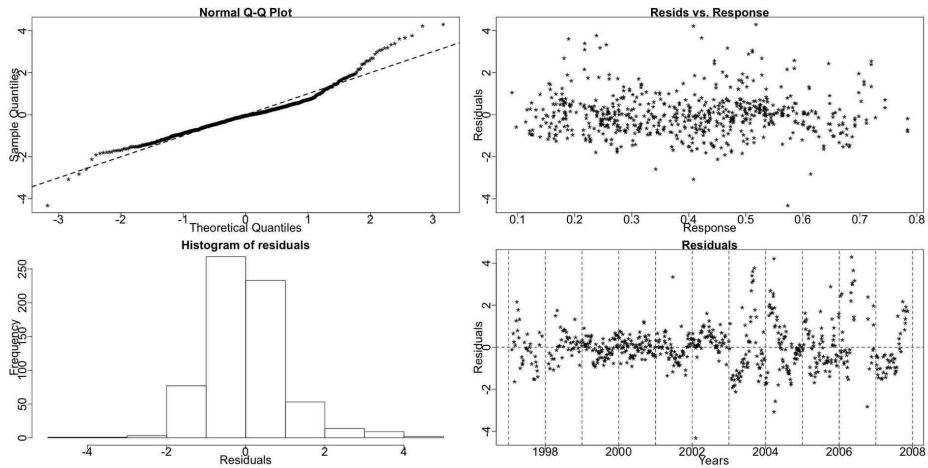 Normal Q-Q Plot
Sample Quantiles
-4 -2 0 2 4
-3 -2 -1 0 1 2 3
Theoretical Quantiles
Resids vs. Response
Residuals
-4 -2 0 2 4
0.1 0.2 0.3 0.4 0.5 0.6 0.7 0.8
Response
Histogram of residuals
Frequency
0 50 100 150 200 250
-4 -2 0 2 4
Residuals
Residuals
Residuals
-4 -2 0 2 4
1998 2000 2002 2004 2006 2008
Years